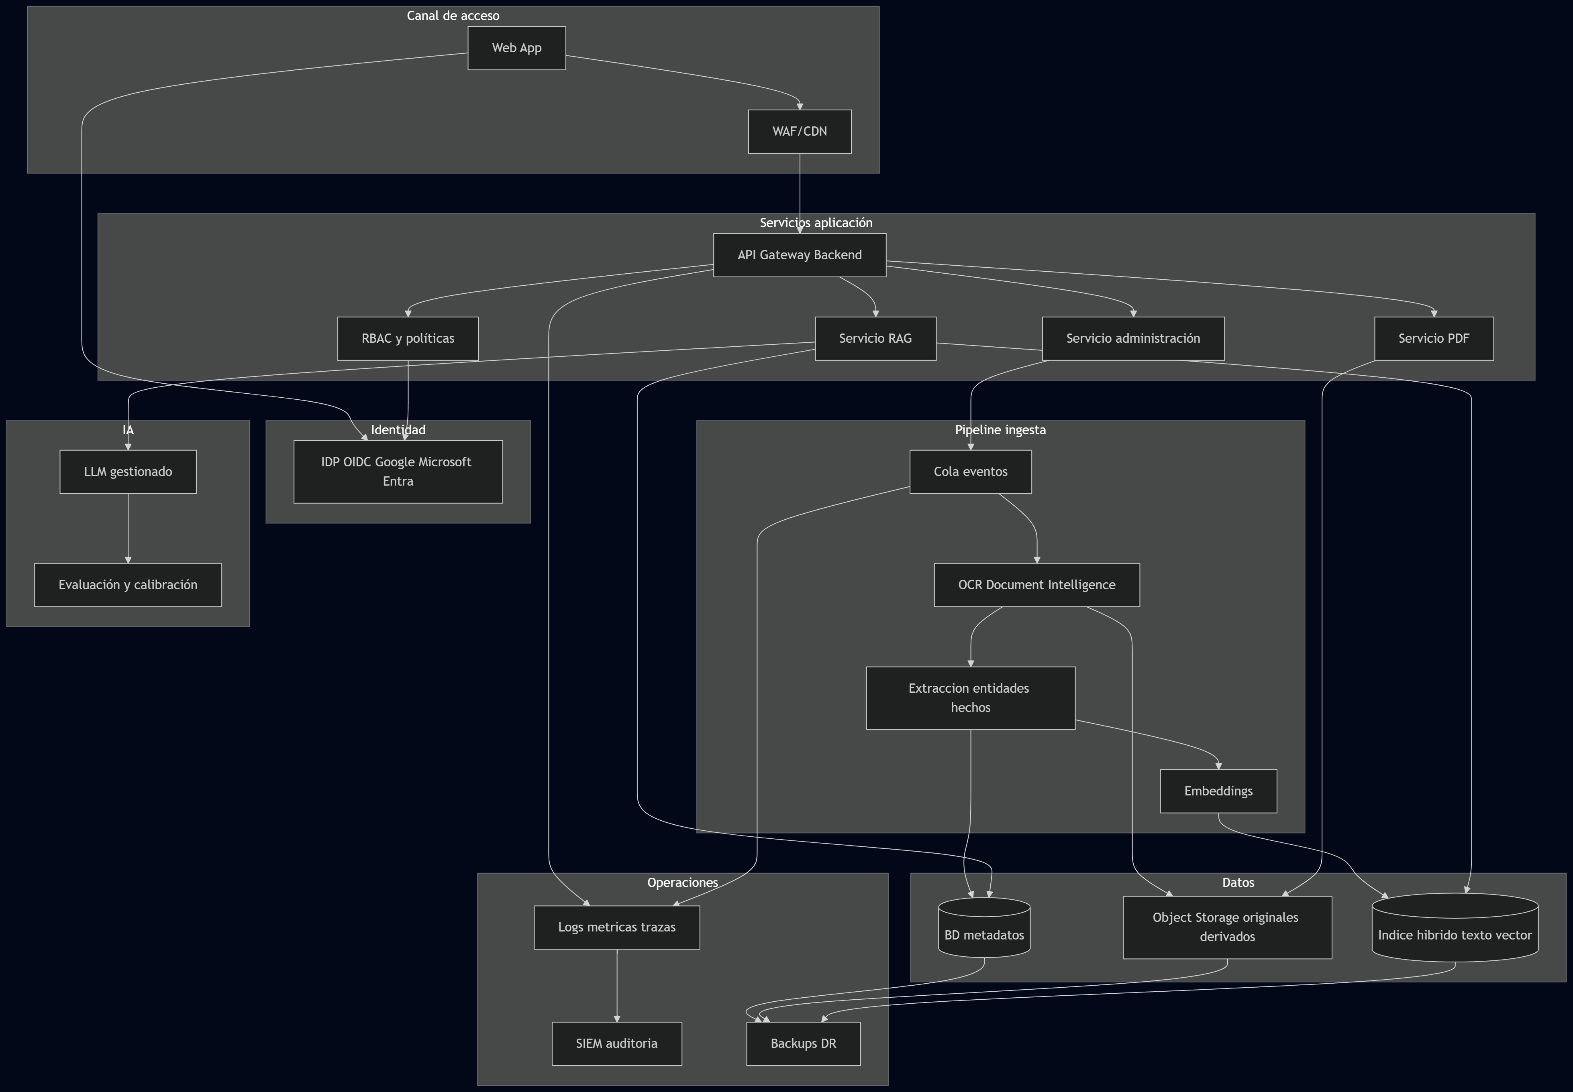 Canal de acceso
Web App
WAF/CDN
Servicios aplicación
API Gateway Backend
RBAC y políticas
Servicio RAG
Servicio administración
Servicio PDF
IA
Identidad
Pipeline ingesta
LLM gestionado
IDP OIDC Google Microsoft
Entra
Cola eventos
Evaluación y calibración
OCR Document Intelligence
Extraccion entidades
hechos
Embeddings
Operaciones
Datos
Logs metricas trazas
BD metadatos
Object Storage originales
derivados
Indice hibrido texto vector
SIEM auditoria
Backups DR